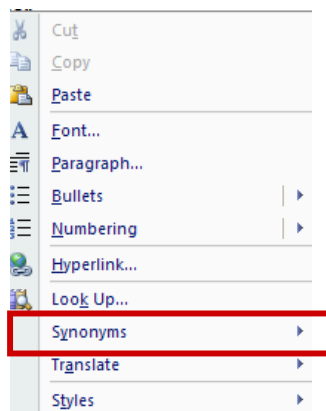 Cut
Copy
Paste
Font...
Paragraph...
Bullets
Numbering
Hyperlink...
Look Up...
Synonyms
Translate
Styles